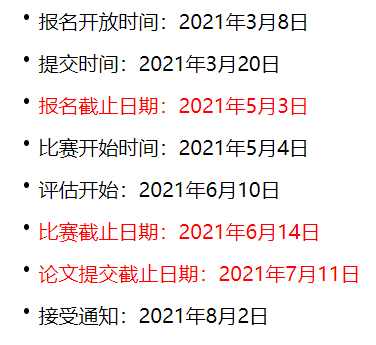 报名开放时间：2021年3月8日
提交时间：2021年3月20日
报名截止日期：2021年5月3日
比赛开始时间：2021年5月4日
评估开始：2021年6月10日
比赛截止日期：2021年6月14日
论文提交截止日期：2021年7月11日
接受通知：2021年8月2日